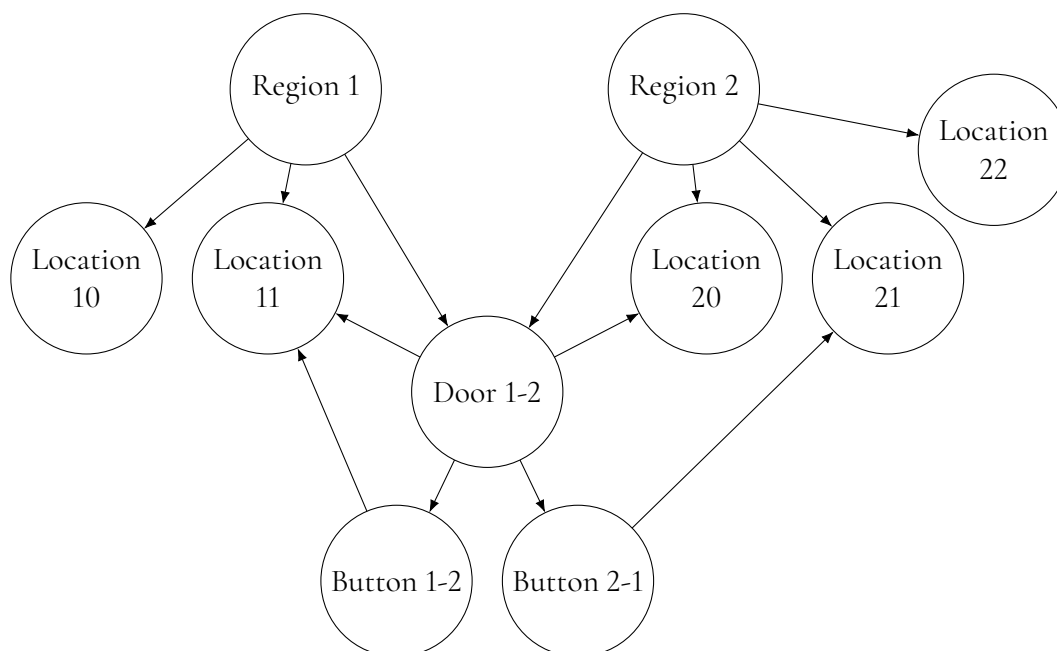 Region 1
Region 2
Location
22
Location
10
Location
11
Location
20
Location
21
Door 1-2
Button 1-2
Button 2-1